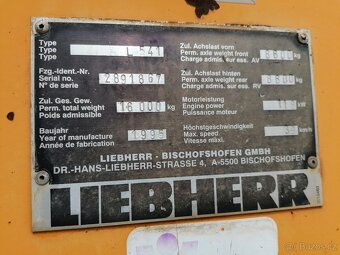 Type
Type
Type
L 541
Fzg.-Ident.-Nr.
Serial no.
N° de serie
2891867
Zul. Ges. Gew.
Perm. total weight
Poids admissible
16 000 kg
Baujahr
Year of manufacture
Année de fabrication
1995
Zul. Achslast vorn
Perm. axle weight front
Charge admis. sur ess. AV
8600 kg
Zul. Achslast hinten
Perm. axle weight rear
Charge admis. sur ess. AR
8600 kg
Motorleistung
Engine power
Puissance moteur
kW
Höchstgeschwindigkeit
Max. speed
Vitesse maxi.
km/h
LIEBHERR - BISCHOFSHOFEN GMBH
DR.-HANS-LIEBHERR-STRASSE 4, A-5500 BISCHOFSHOFEN
LIEBHERR